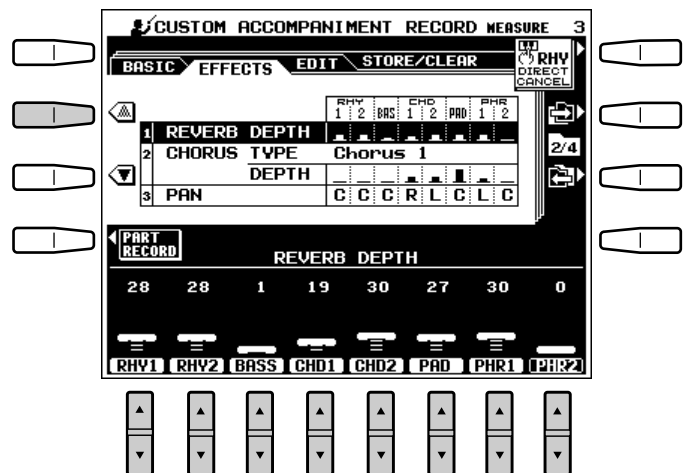 CUSTOM ACCOMPANIMENT RECORD MEASURE 3
BASIC EFFECTS EDIT STORE/CLEAR
RHY
DIRECT
CANCEL
RHY CHD PHR
1 2 BAS 1 2 PAD 1 2
1 REVERB DEPTH
2 CHORUS TYPE Chorus 1
2/4
DEPTH
3 PAN C C C R L C L C
PART
RECORD
REVERB DEPTH
28 28 1 19 30 27 30 0
RHY1 RHY2 BASS CHD1 CHD2 PAD PHR1 PHR2